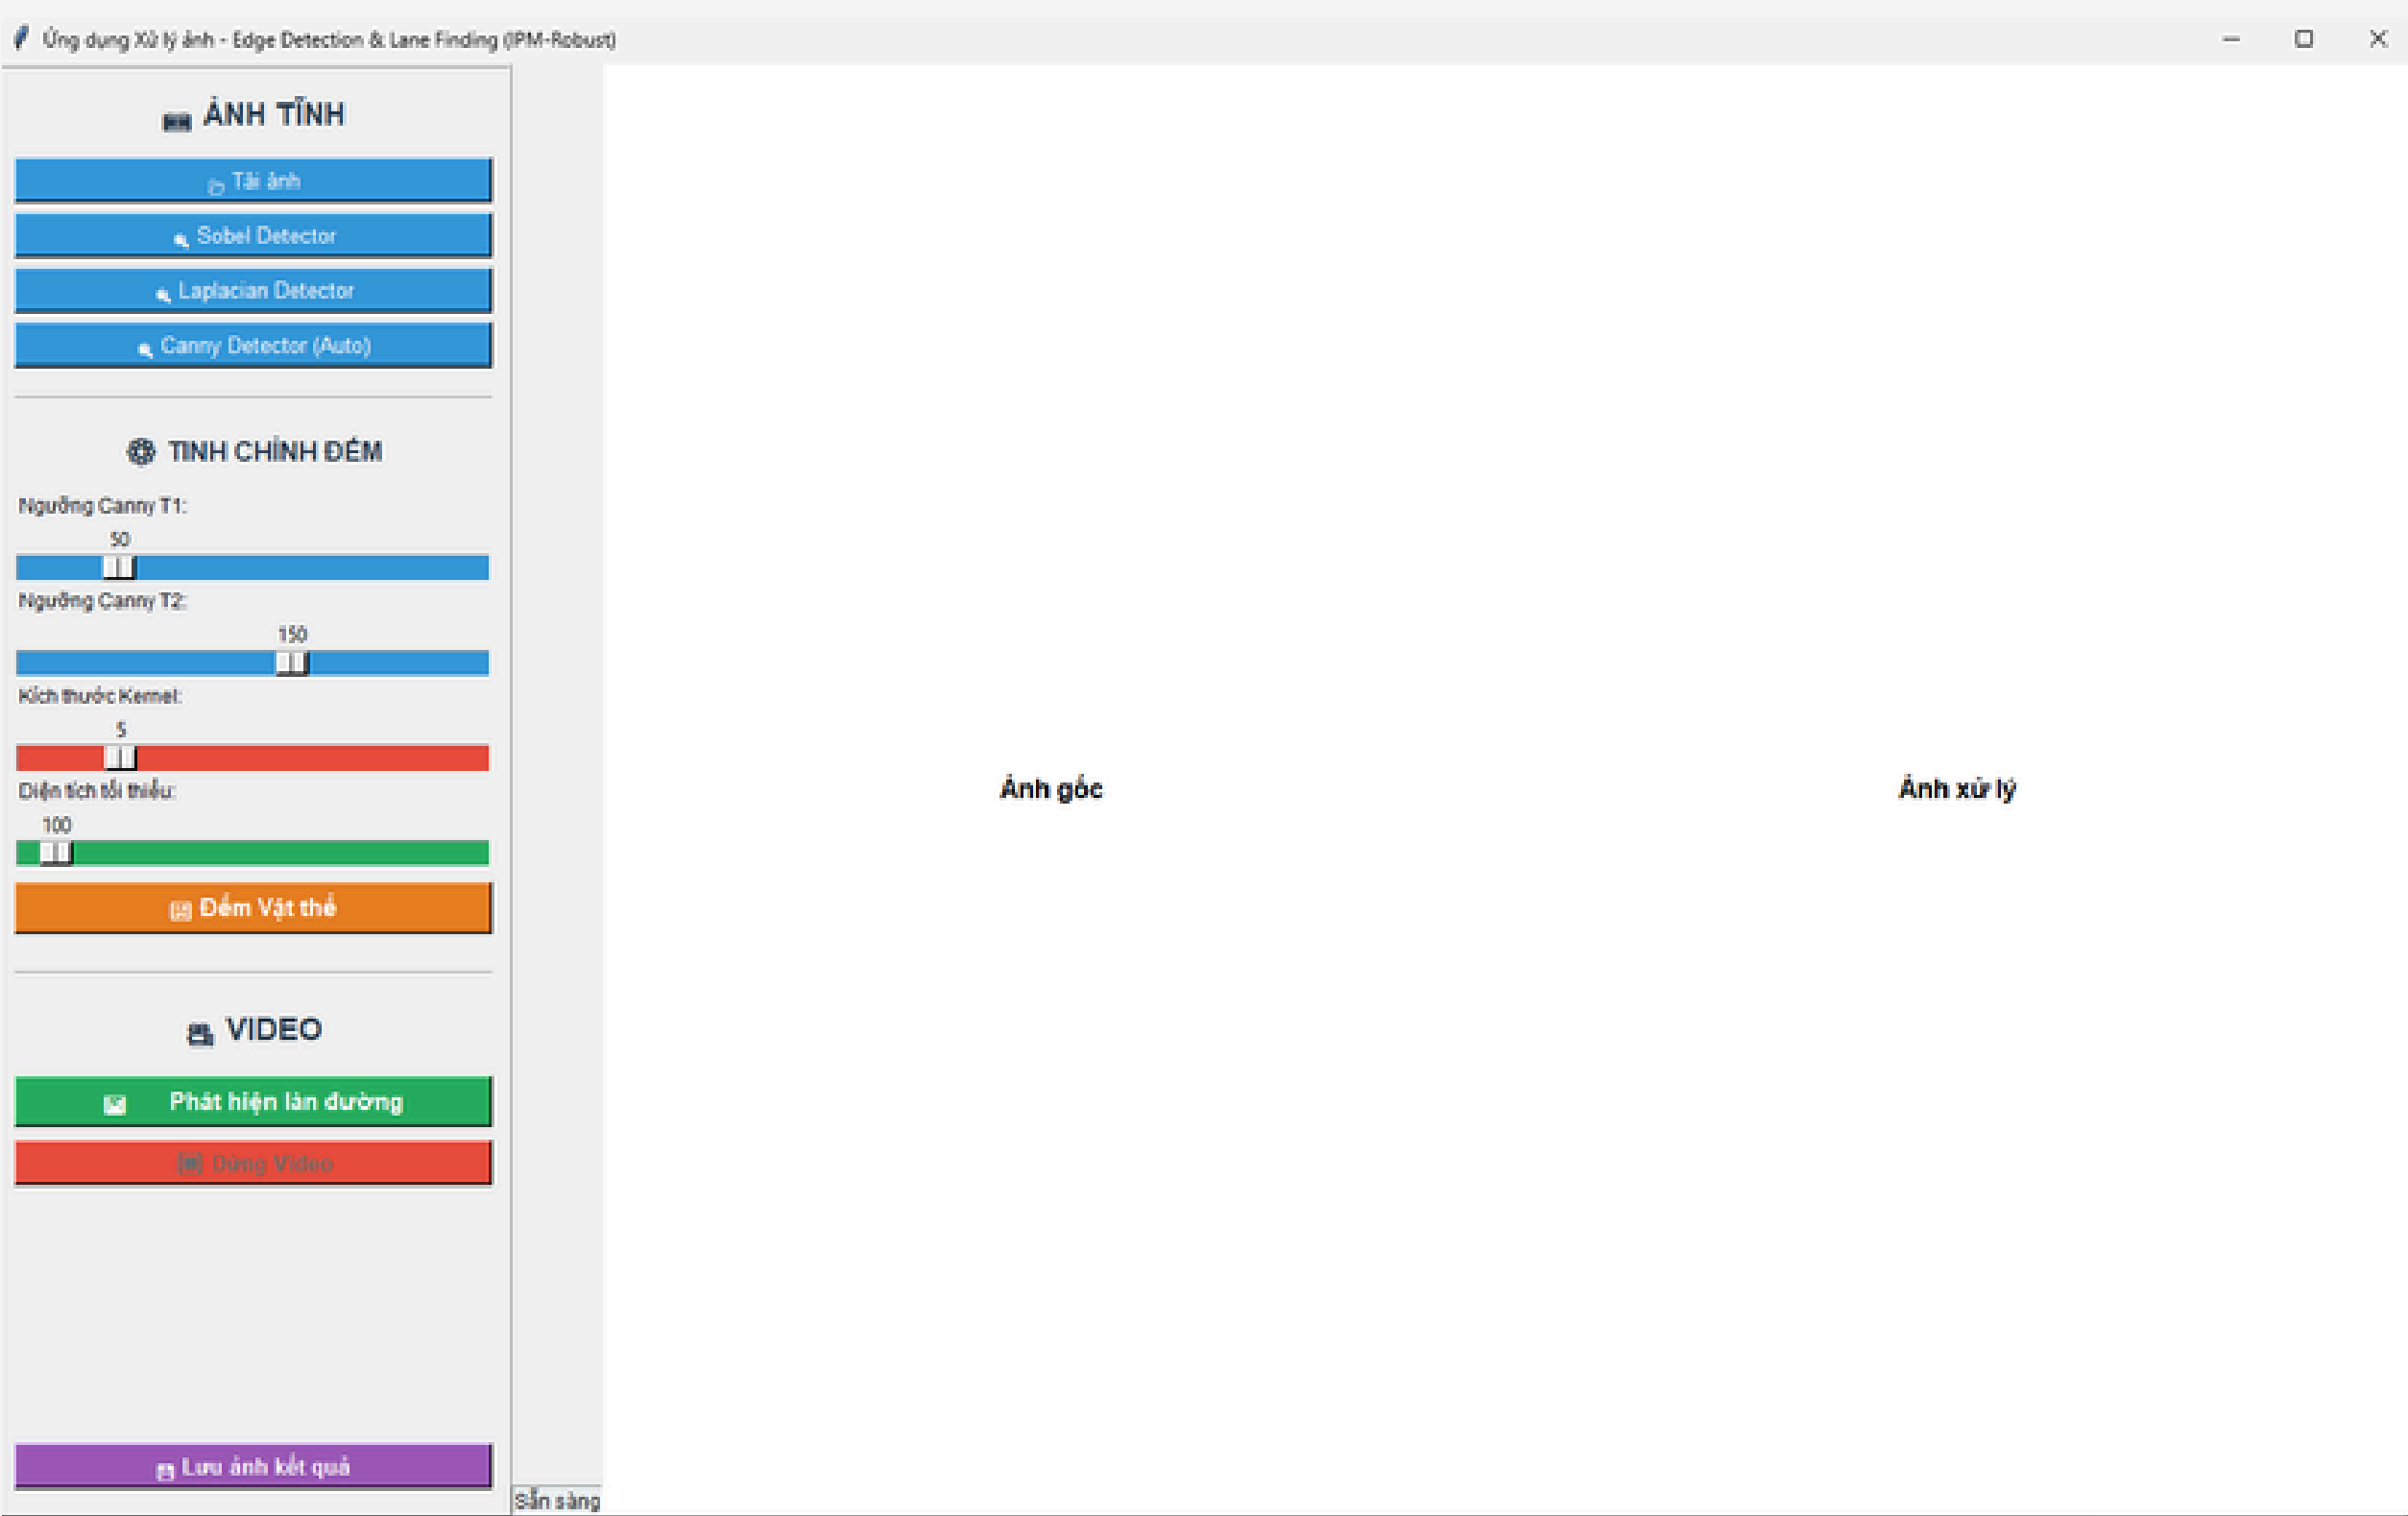 Ứng dụng Xử lý ảnh - Edge Detection & Lane Finding (IPM-Robust)
ẢNH TĨNH
Tải ảnh
Sobel Detector
Laplacian Detector
Canny Detector (Auto)
TINH CHỈNH ĐẾM
Ngưỡng Canny T1:
50
Ngưỡng Canny T2:
150
Kích thước Kernel:
5
Diện tích tối thiểu:
100
Đếm Vật thể
VIDEO
Phát hiện làn đường
Dừng Video
Lưu ảnh kết quả
Sẵn sàng
Ảnh gốc
Ảnh xử lý